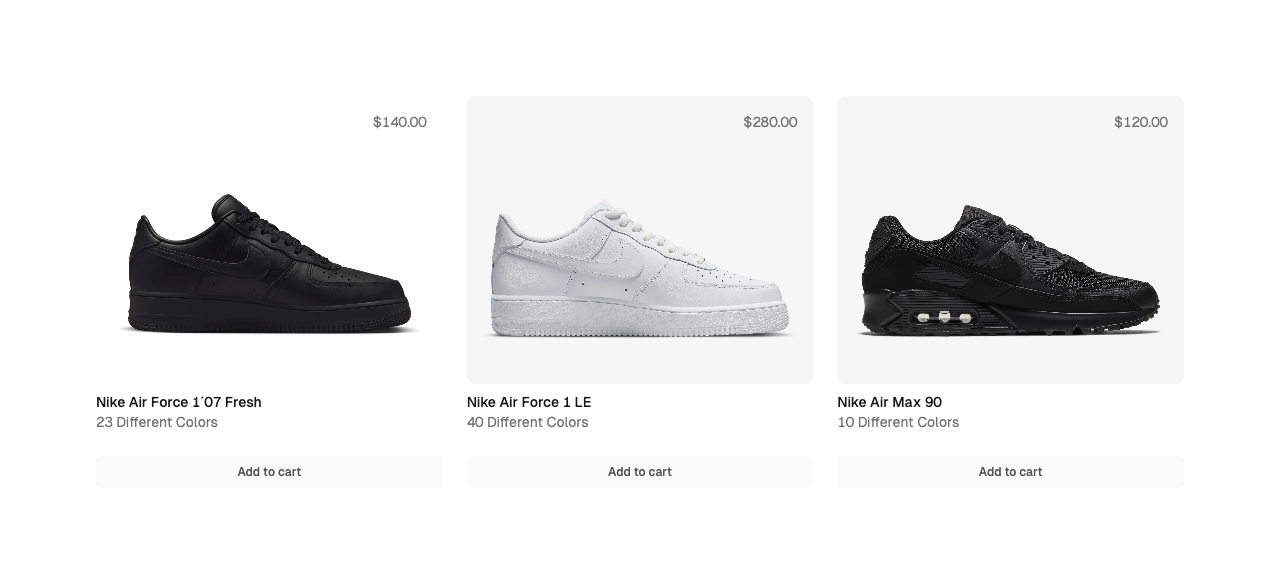 $140.00
$280.00
$120.00
Nike Air Force 1´07 Fresh
Nike Air Force 1 LE
Nike Air Max 90
23 Different Colors
40 Different Colors
10 Different Colors
Add to cart
Add to cart
Add to cart